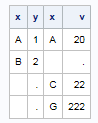 x y x v
A 1 A 20
B 2 .
. C 22
. G 222